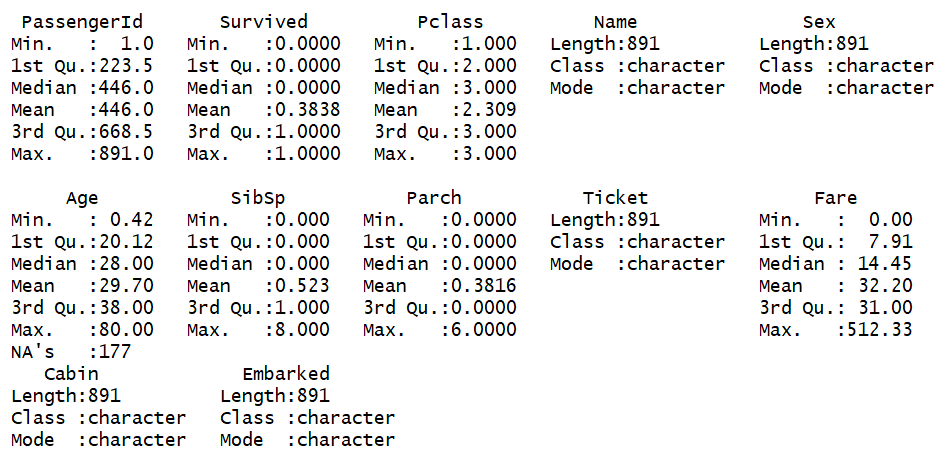 PassengerId Survived Pclass Name Sex
Min. : 1.0 Min. :0.0000 Min. :1.000 Length:891 Length:891
1st Qu.:223.5 1st Qu.:0.0000 1st Qu.:2.000 Class :character Class :character
Median :446.0 Median :0.0000 Median :3.000 Mode :character Mode :character
Mean :446.0 Mean :0.3838 Mean :2.309
3rd Qu.:668.5 3rd Qu.:1.0000 3rd Qu.:3.000
Max. :891.0 Max. :1.0000 Max. :3.000
Age SibSp Parch Ticket Fare
Min. : 0.42 Min. :0.000 Min. :0.0000 Length:891 Min. : 0.00
1st Qu.:20.12 1st Qu.:0.000 1st Qu.:0.0000 Class :character 1st Qu.: 7.91
Median :28.00 Median :0.000 Median :0.0000 Mode :character Median : 14.45
Mean :29.70 Mean :0.523 Mean :0.3816 Mean : 32.20
3rd Qu.:38.00 3rd Qu.:1.000 3rd Qu.:0.0000 3rd Qu.: 31.00
Max. :80.00 Max. :8.000 Max. :6.0000 Max. :512.33
NA's :177
Cabin Embarked
Length:891 Length:891
Class :character Class :character
Mode :character Mode :character